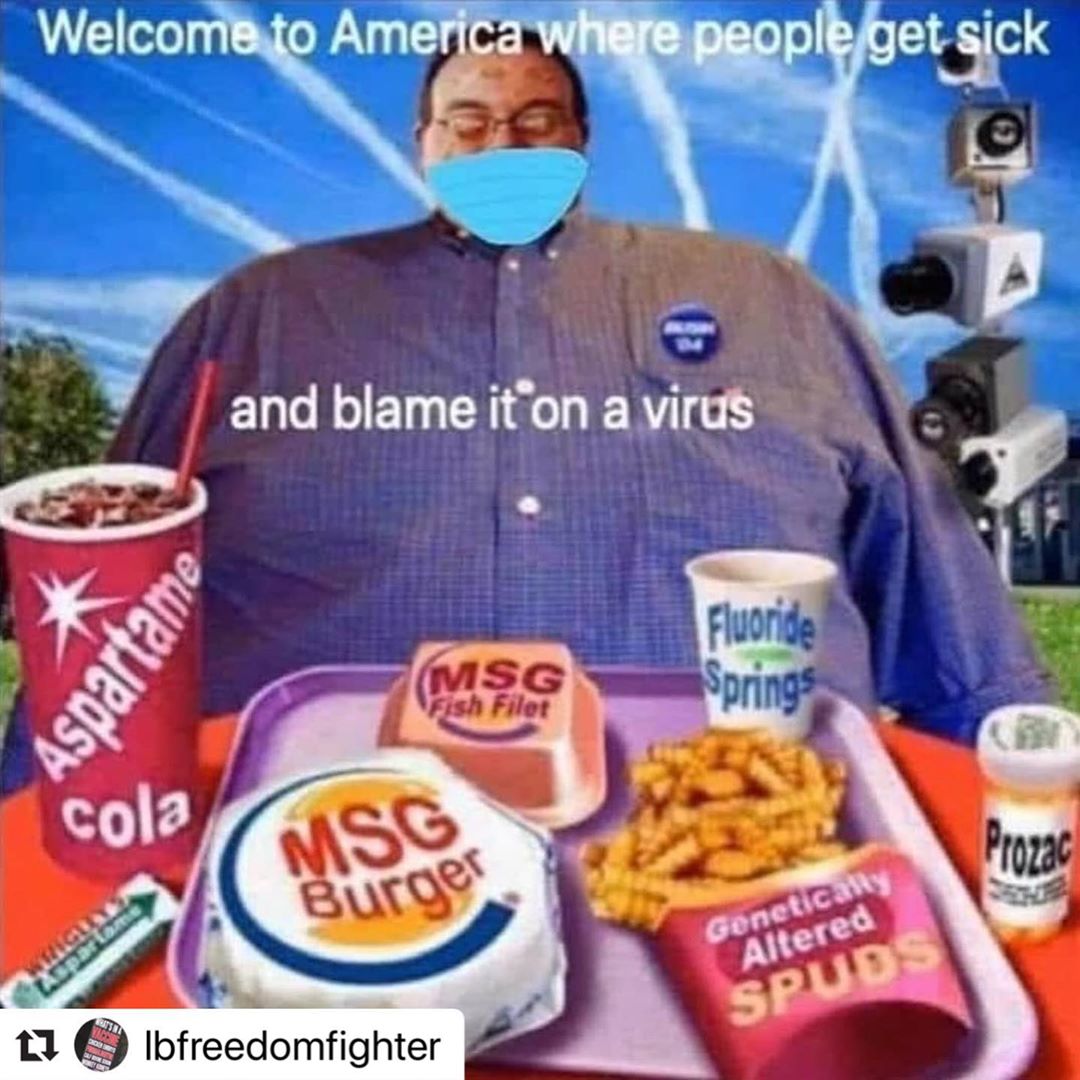 Welcome to America where people get sick
and blame it on a virus
Aspartame
cola
MSG
Fish Filet
Fluoride
Springs
MSG
Burger
Genetically
Altered
SPUDS
Prozac
Aspartame
lbfreedomfighter